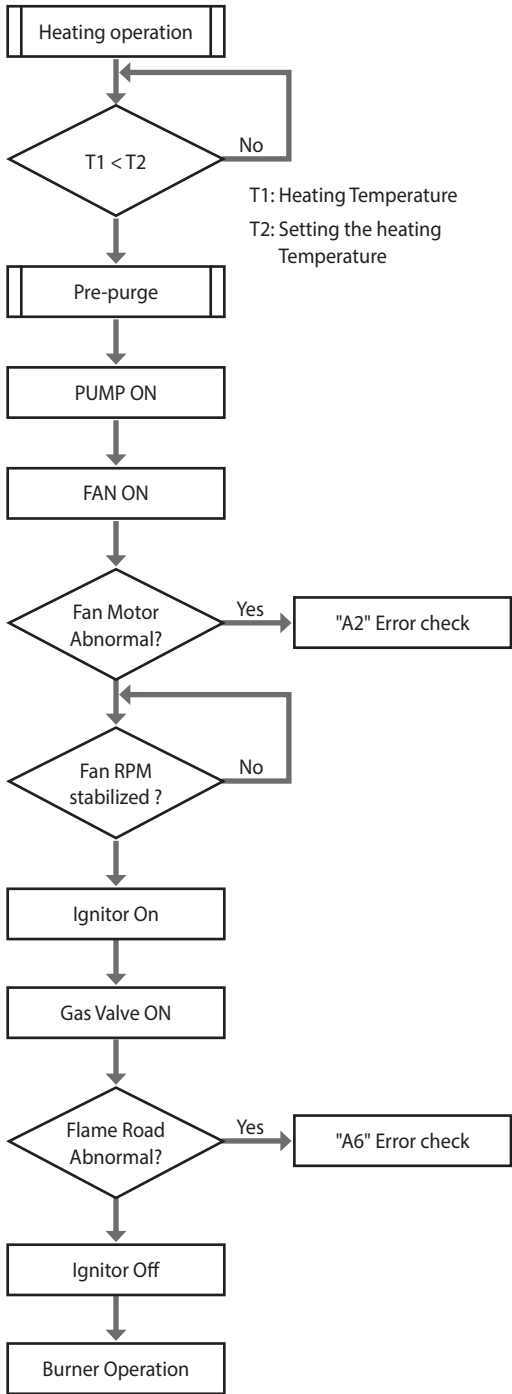 Heating operation
No
T1 < T2
T1: Heating Temperature
T2: Setting the heating
Temperature
Pre-purge
PUMP ON
FAN ON
Fan Motor
Abnormal?
Yes
"A2" Error check
Fan RPM
stabilized ?
No
Ignitor On
Gas Valve ON
Flame Road
Abnormal?
Yes
"A6" Error check
Ignitor Off
Burner Operation